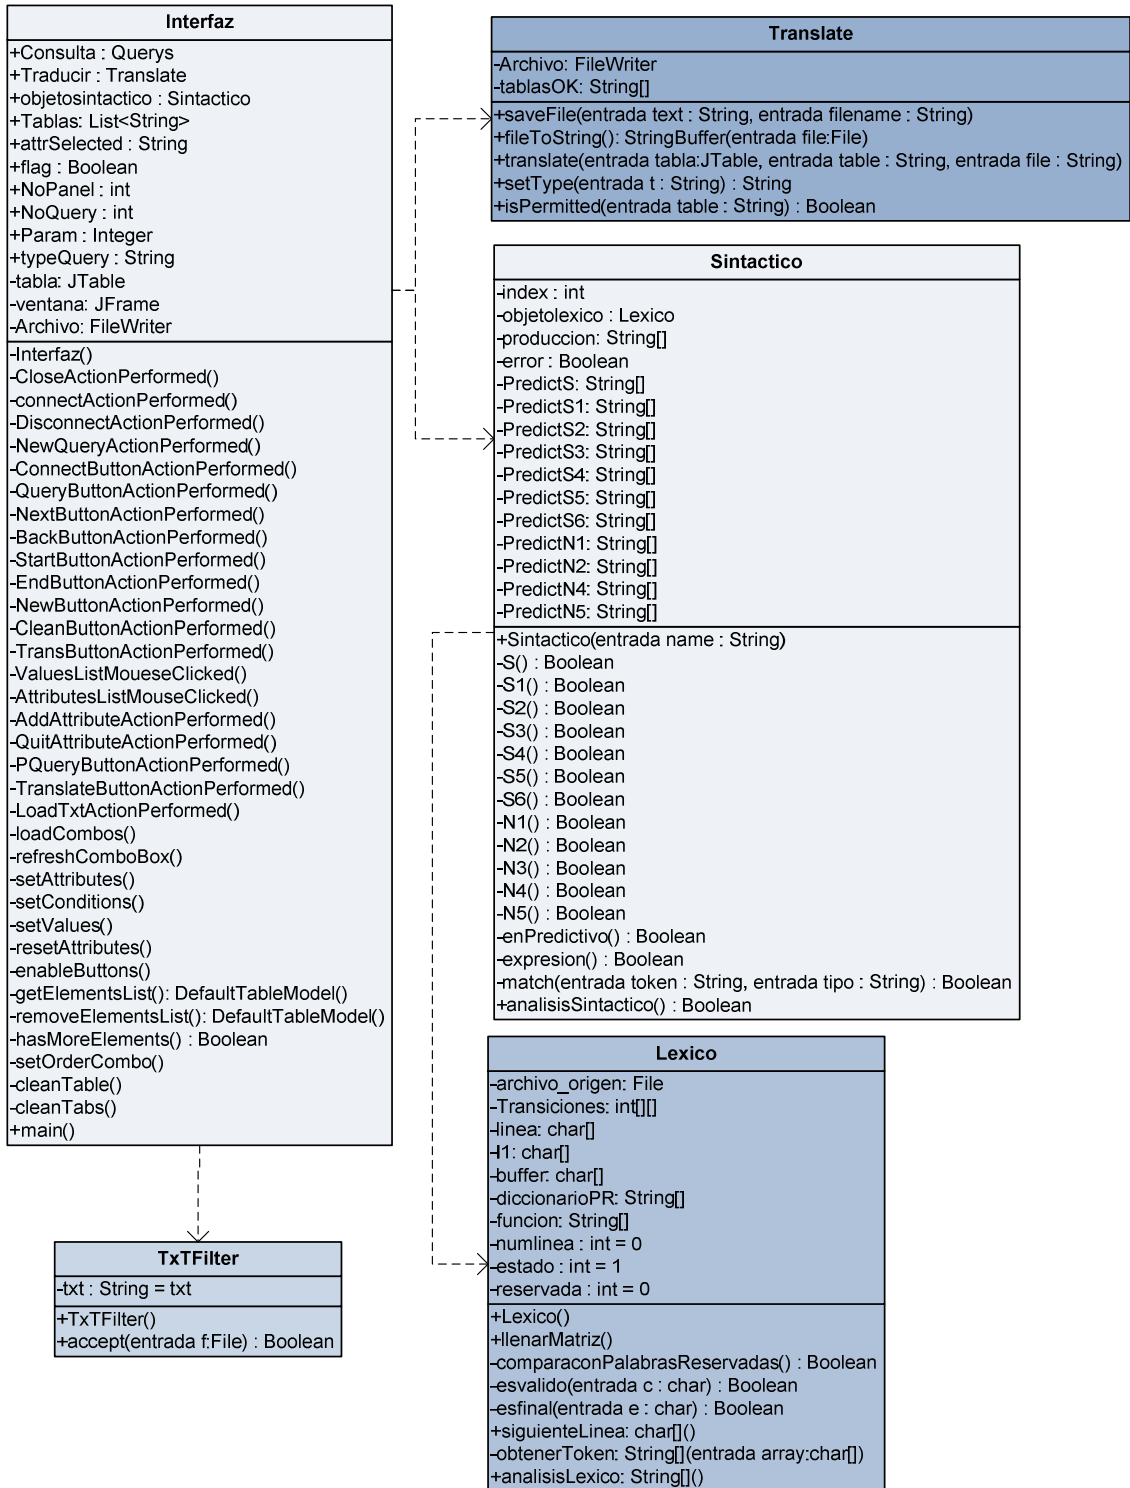 Interfaz
+Consulta : Querys
+Traducir : Translate
+objetosintactico : Sintactico
+Tablas: List<String>
+attrSelected : String
+flag : Boolean
+NoPanel : int
+NoQuery : int
+Param : Integer
+typeQuery : String
-tabla: JTable
-ventana: JFrame
-Archivo: FileWriter
-Interfaz()
-CloseActionPerformed()
-connectActionPerformed()
-DisconnectActionPerformed()
-NewQueryActionPerformed()
-ConnectButtonActionPerformed()
-QueryButtonActionPerformed()
-NextButtonActionPerformed()
-BackButtonActionPerformed()
-StartButtonActionPerformed()
-EndButtonActionPerformed()
-NewButtonActionPerformed()
-CleanButtonActionPerformed()
-TransButtonActionPerformed()
-ValuesListMoueseClicked()
-AttributesListMouseClicked()
-AddAttributeActionPerformed()
-QuitAttributeActionPerformed()
-PQueryButtonActionPerformed()
-TranslateButtonActionPerformed()
-LoadTxtActionPerformed()
-loadCombos()
-refreshComboBox()
-setAttributes()
-setConditions()
-setValues()
-resetAttributes()
-enableButtons()
-getElementsList(): DefaultTableModel()
-removeElementsList(): DefaultTableModel()
-hasMoreElements() : Boolean
-setOrderCombo()
-cleanTable()
-cleanTabs()
+main()
TxTFilter
-txt : String = txt
+TxTFilter()
+accept(entrada f:File) : Boolean
Translate
-Archivo: FileWriter
-tablasOK: String[]
+saveFile(entrada text : String, entrada filename : String)
+fileToString(): StringBuffer(entrada file:File)
+translate(entrada tabla:JTable, entrada table : String, entrada file : String)
+setType(entrada t : String) : String
+isPermitted(entrada table : String) : Boolean
Sintactico
-index : int
-objetolexico : Lexico
-produccion: String[]
-error : Boolean
-PredictS: String[]
-PredictS1: String[]
-PredictS2: String[]
-PredictS3: String[]
-PredictS4: String[]
-PredictS5: String[]
-PredictS6: String[]
-PredictN1: String[]
-PredictN2: String[]
-PredictN4: String[]
-PredictN5: String[]
+Sintactico(entrada name : String)
-S() : Boolean
-S1() : Boolean
-S2() : Boolean
-S3() : Boolean
-S4() : Boolean
-S5() : Boolean
-S6() : Boolean
-N1() : Boolean
-N2() : Boolean
-N3() : Boolean
-N4() : Boolean
-N5() : Boolean
-enPredictivo() : Boolean
-expresion() : Boolean
-match(entrada token : String, entrada tipo : String) : Boolean
+analisisSintactico() : Boolean
Lexico
-archivo_origen: File
-Transiciones: int[][]
-linea: char[]
-l1: char[]
-buffer: char[]
-diccionarioPR: String[]
-funcion: String[]
-numlinea : int = 0
-estado : int = 1
-reservada : int = 0
+Lexico()
+llenarMatriz()
-comparaconPalabrasReservadas() : Boolean
-esvalido(entrada c : char) : Boolean
-esfinal(entrada e : char) : Boolean
+siguienteLinea: char[]()
-obtenerToken: String[](entrada array:char[])
+analisisLexico: String[]()